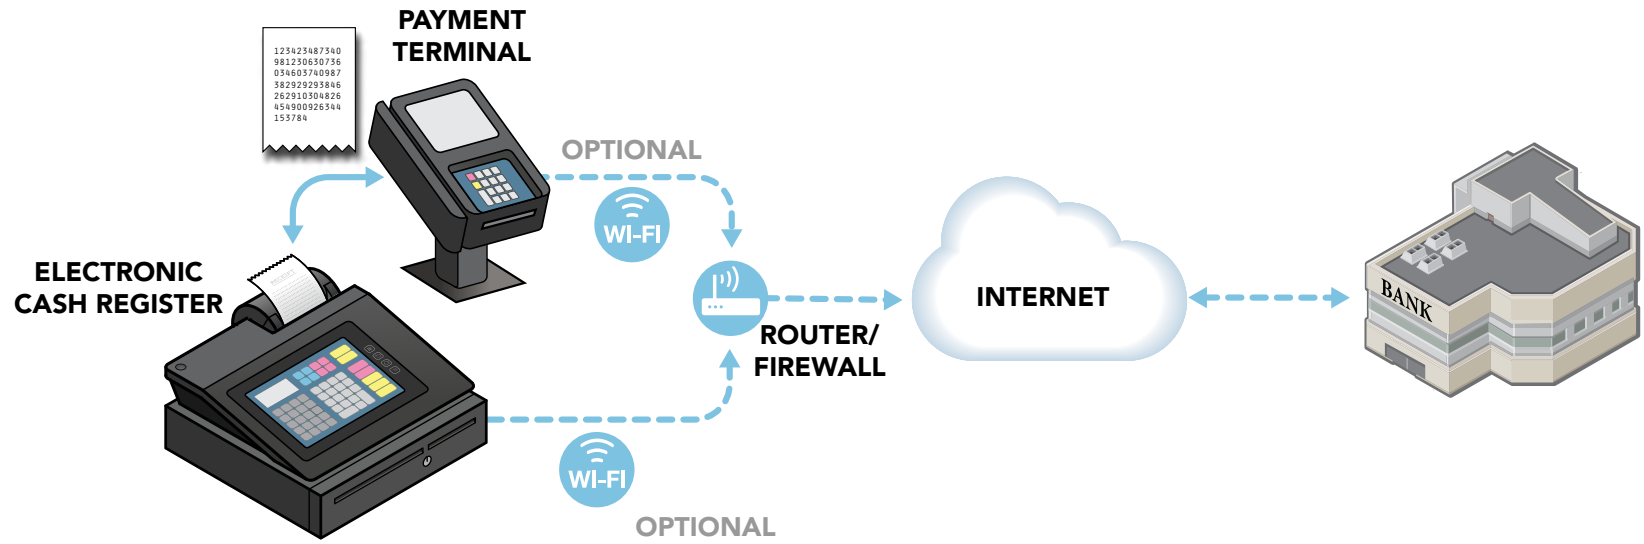 PAYMENT
TERMINAL
123423487340
981230630736
034603740987
382929293846
262910304826
454900926344
153784
OPTIONAL
WI-FI
ELECTRONIC
CASH REGISTER
INTERNET
BANK
ROUTER/
FIREWALL
WI-FI
OPTIONAL